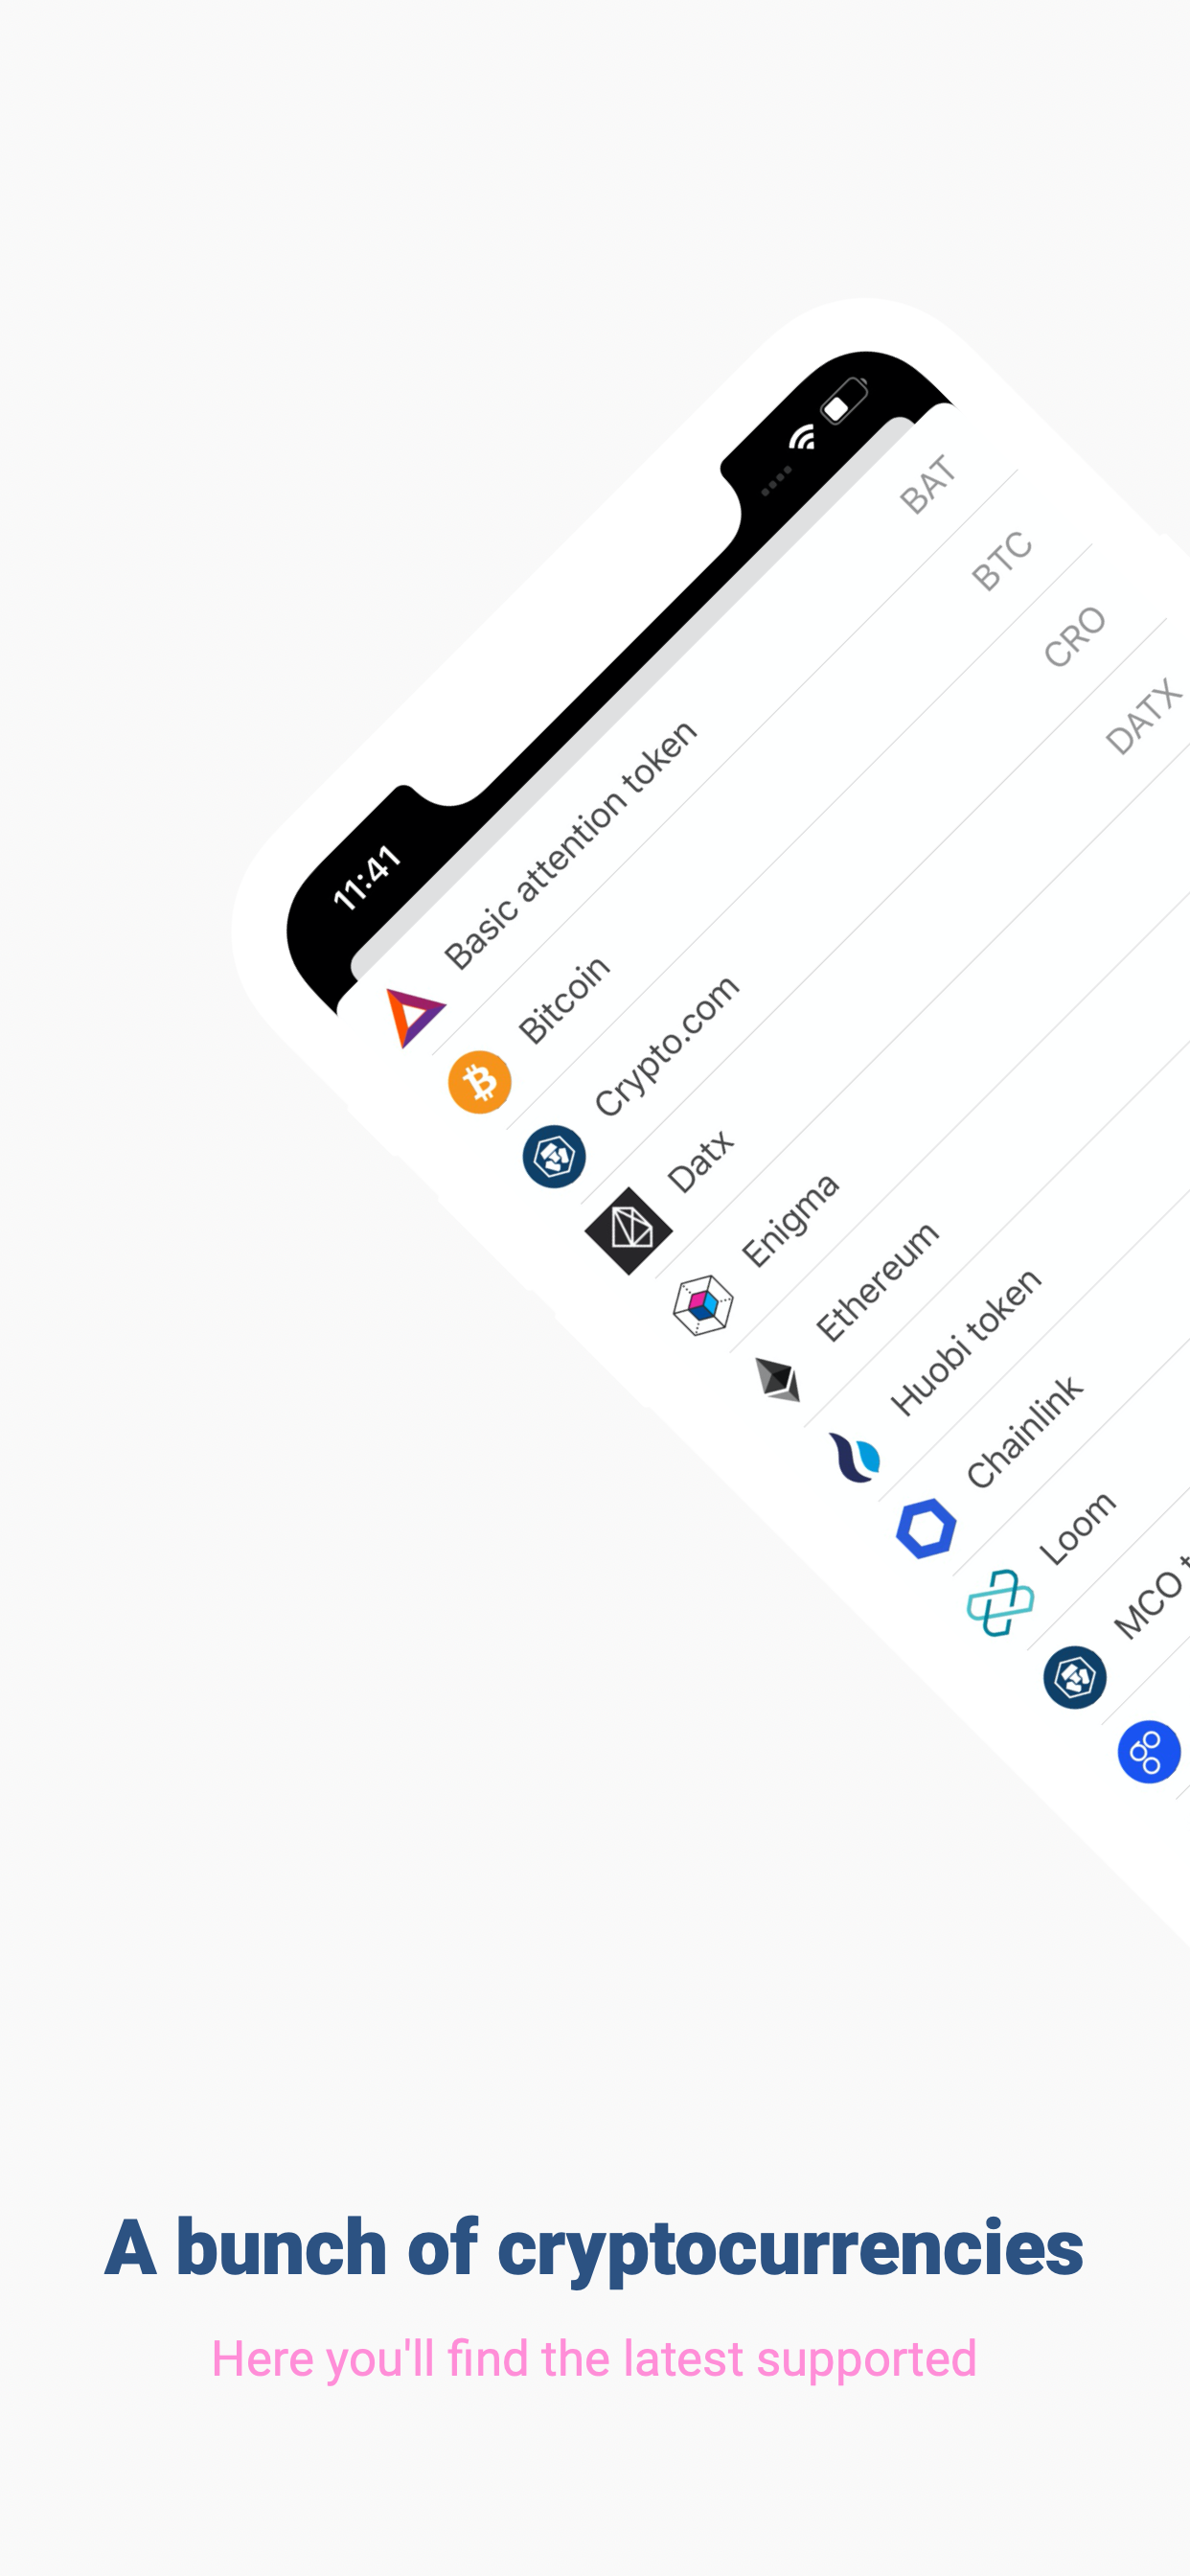 11:41
Basic attention token BAT
Bitcoin BTC
Crypto.com CRO
Datx DATX
Enigma
Ethereum
Huobi token
Chainlink
Loom
MCO
A bunch of cryptocurrencies
Here you'll find the latest supported